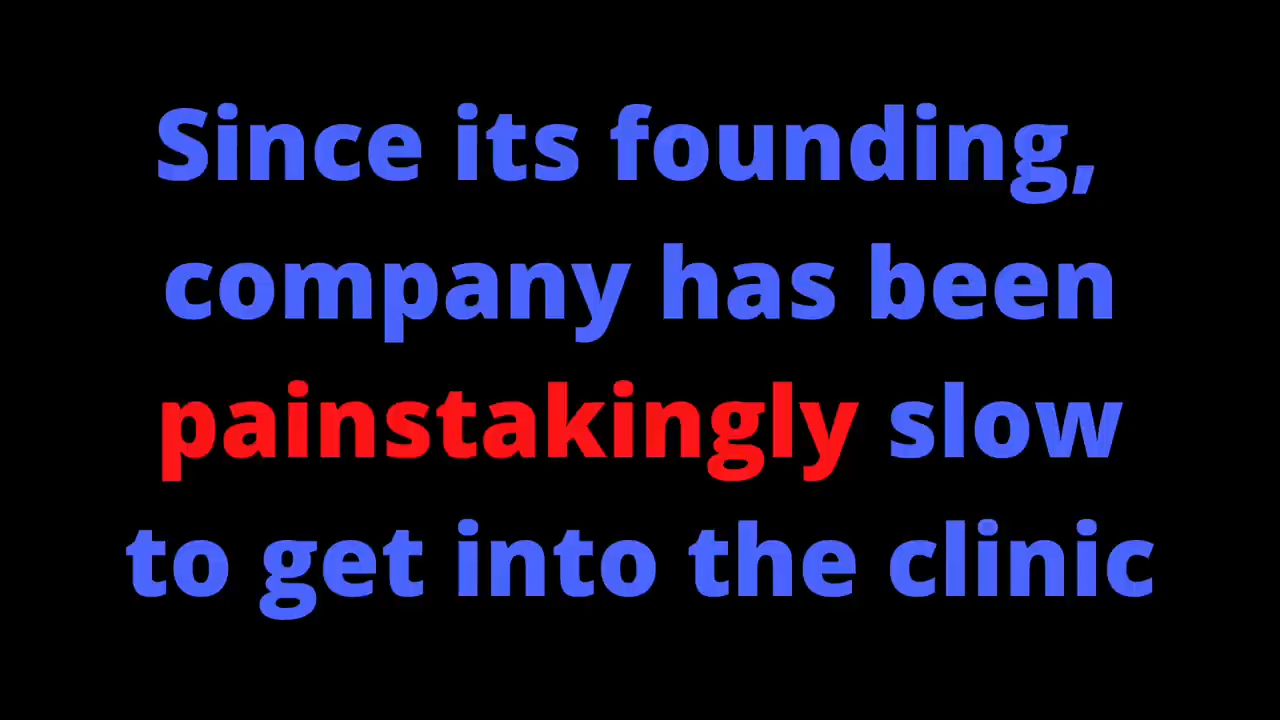 Since its founding,
company has been
painstakingly slow
to get into the clinic